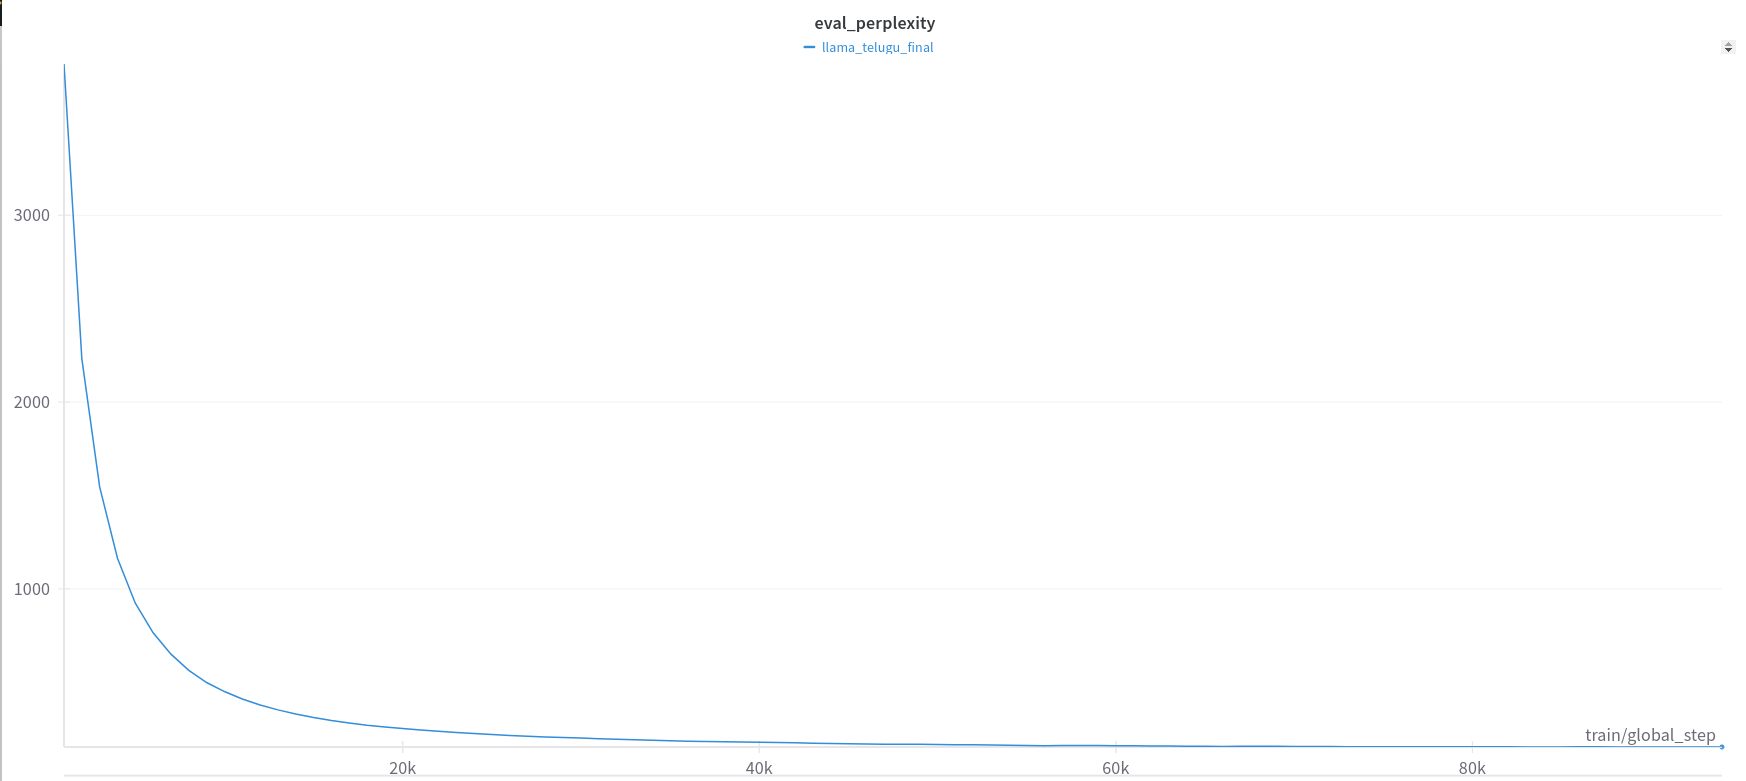 eval_perplexity
llama_telugu_final
3000
2000
1000
train/global_step
20k
40k
60k
80k